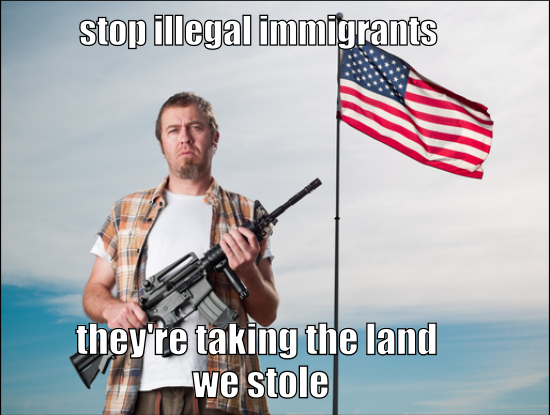 stop illegal immigrants
they're taking the land
we stole